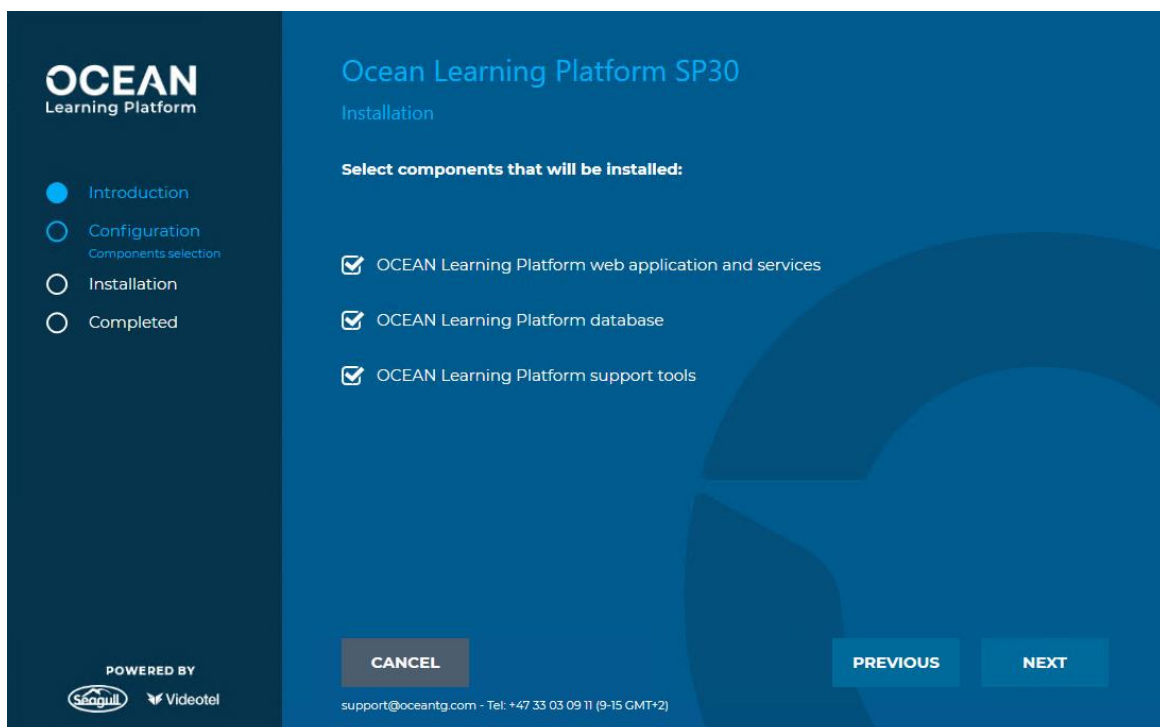 OCEAN
Learning Platform
Introduction
Configuration
Components selection
Installation
Completed
POWERED BY
Seagull
Videotel
Ocean Learning Platform SP30
Installation
Select components that will be installed:
OCEAN Learning Platform web application and services
OCEAN Learning Platform database
OCEAN Learning Platform support tools
CANCEL
PREVIOUS
NEXT
support@oceantg.com - Tel: +47 33 03 09 11 (9-15 GMT+2)